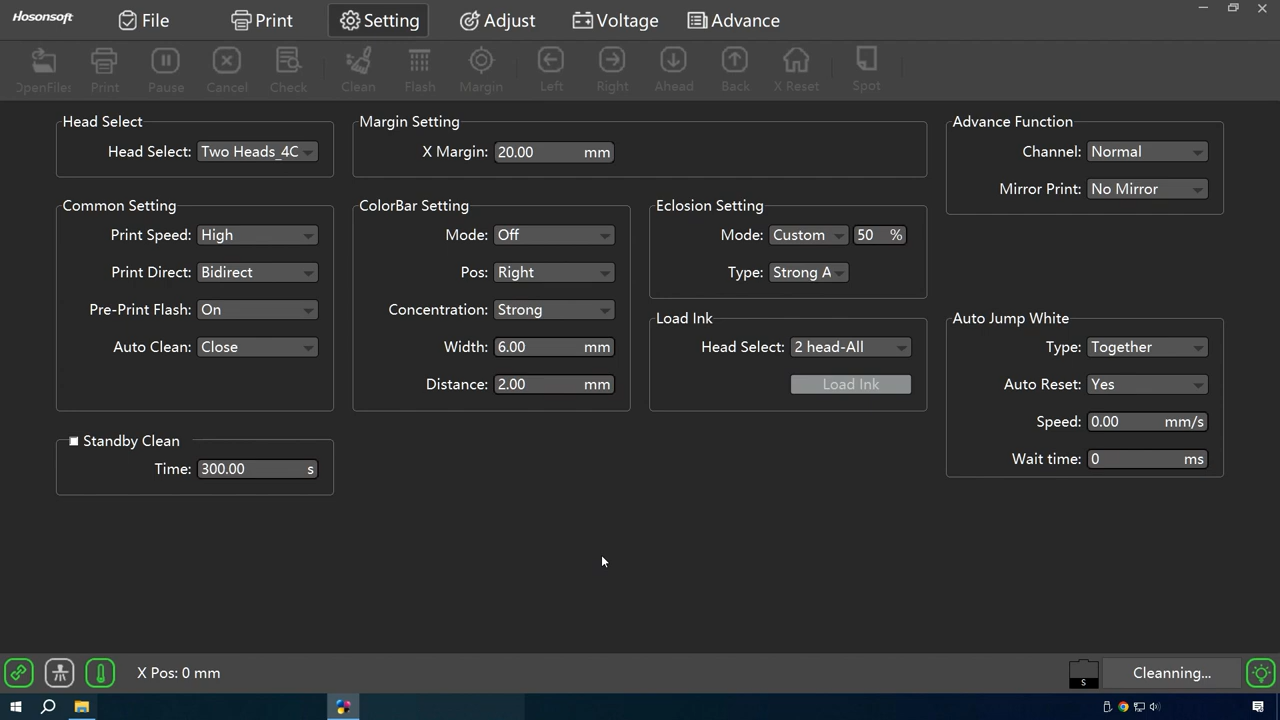 Hosonsoft
File
Print
Setting
Adjust
Voltage
Advance
OpenFiles
Print
Pause
Cancel
Check
Clean
Flash
Margin
Left
Right
Ahead
Back
X Reset
Spot
Head Select
Head Select: Two Heads_4C
Margin Setting
X Margin: 20.00 mm
Advance Function
Channel: Normal
Mirror Print: No Mirror
Common Setting
Print Speed: High
Print Direct: Bidirect
Pre-Print Flash: On
Auto Clean: Close
ColorBar Setting
Mode: Off
Pos: Right
Concentration: Strong
Width: 6.00 mm
Distance: 2.00 mm
Eclosion Setting
Mode: Custom 50 %
Type: Strong A
Load Ink
Head Select: 2 head-All
Load Ink
Auto Jump White
Type: Together
Auto Reset: Yes
Speed: 0.00 mm/s
Wait time: 0 ms
Standby Clean
Time: 300.00 s
X Pos: 0 mm
S
Cleanning...